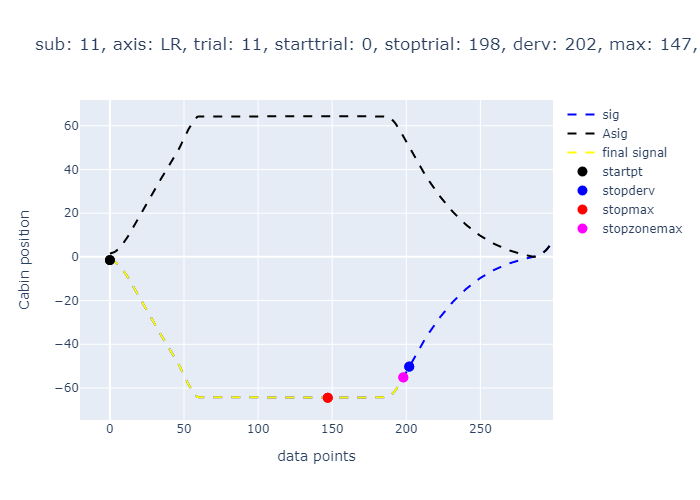 sub: 11, axis: LR, trial: 11, starttrial: 0, stoptrial: 198, derv: 202, max: 147,
sig
Asig
final signal
startpt
stopderv
stopmax
stopzonemax
Cabin position
60
40
20
0
−20
−40
−60
0 50 100 150 200 250
data points